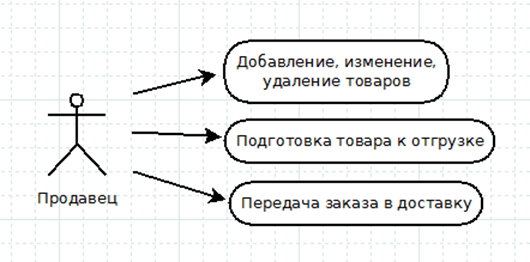 Добавление, изменение,
удаление товаров
Подготовка товара к отгрузке
Продавец
Передача заказа в доставку